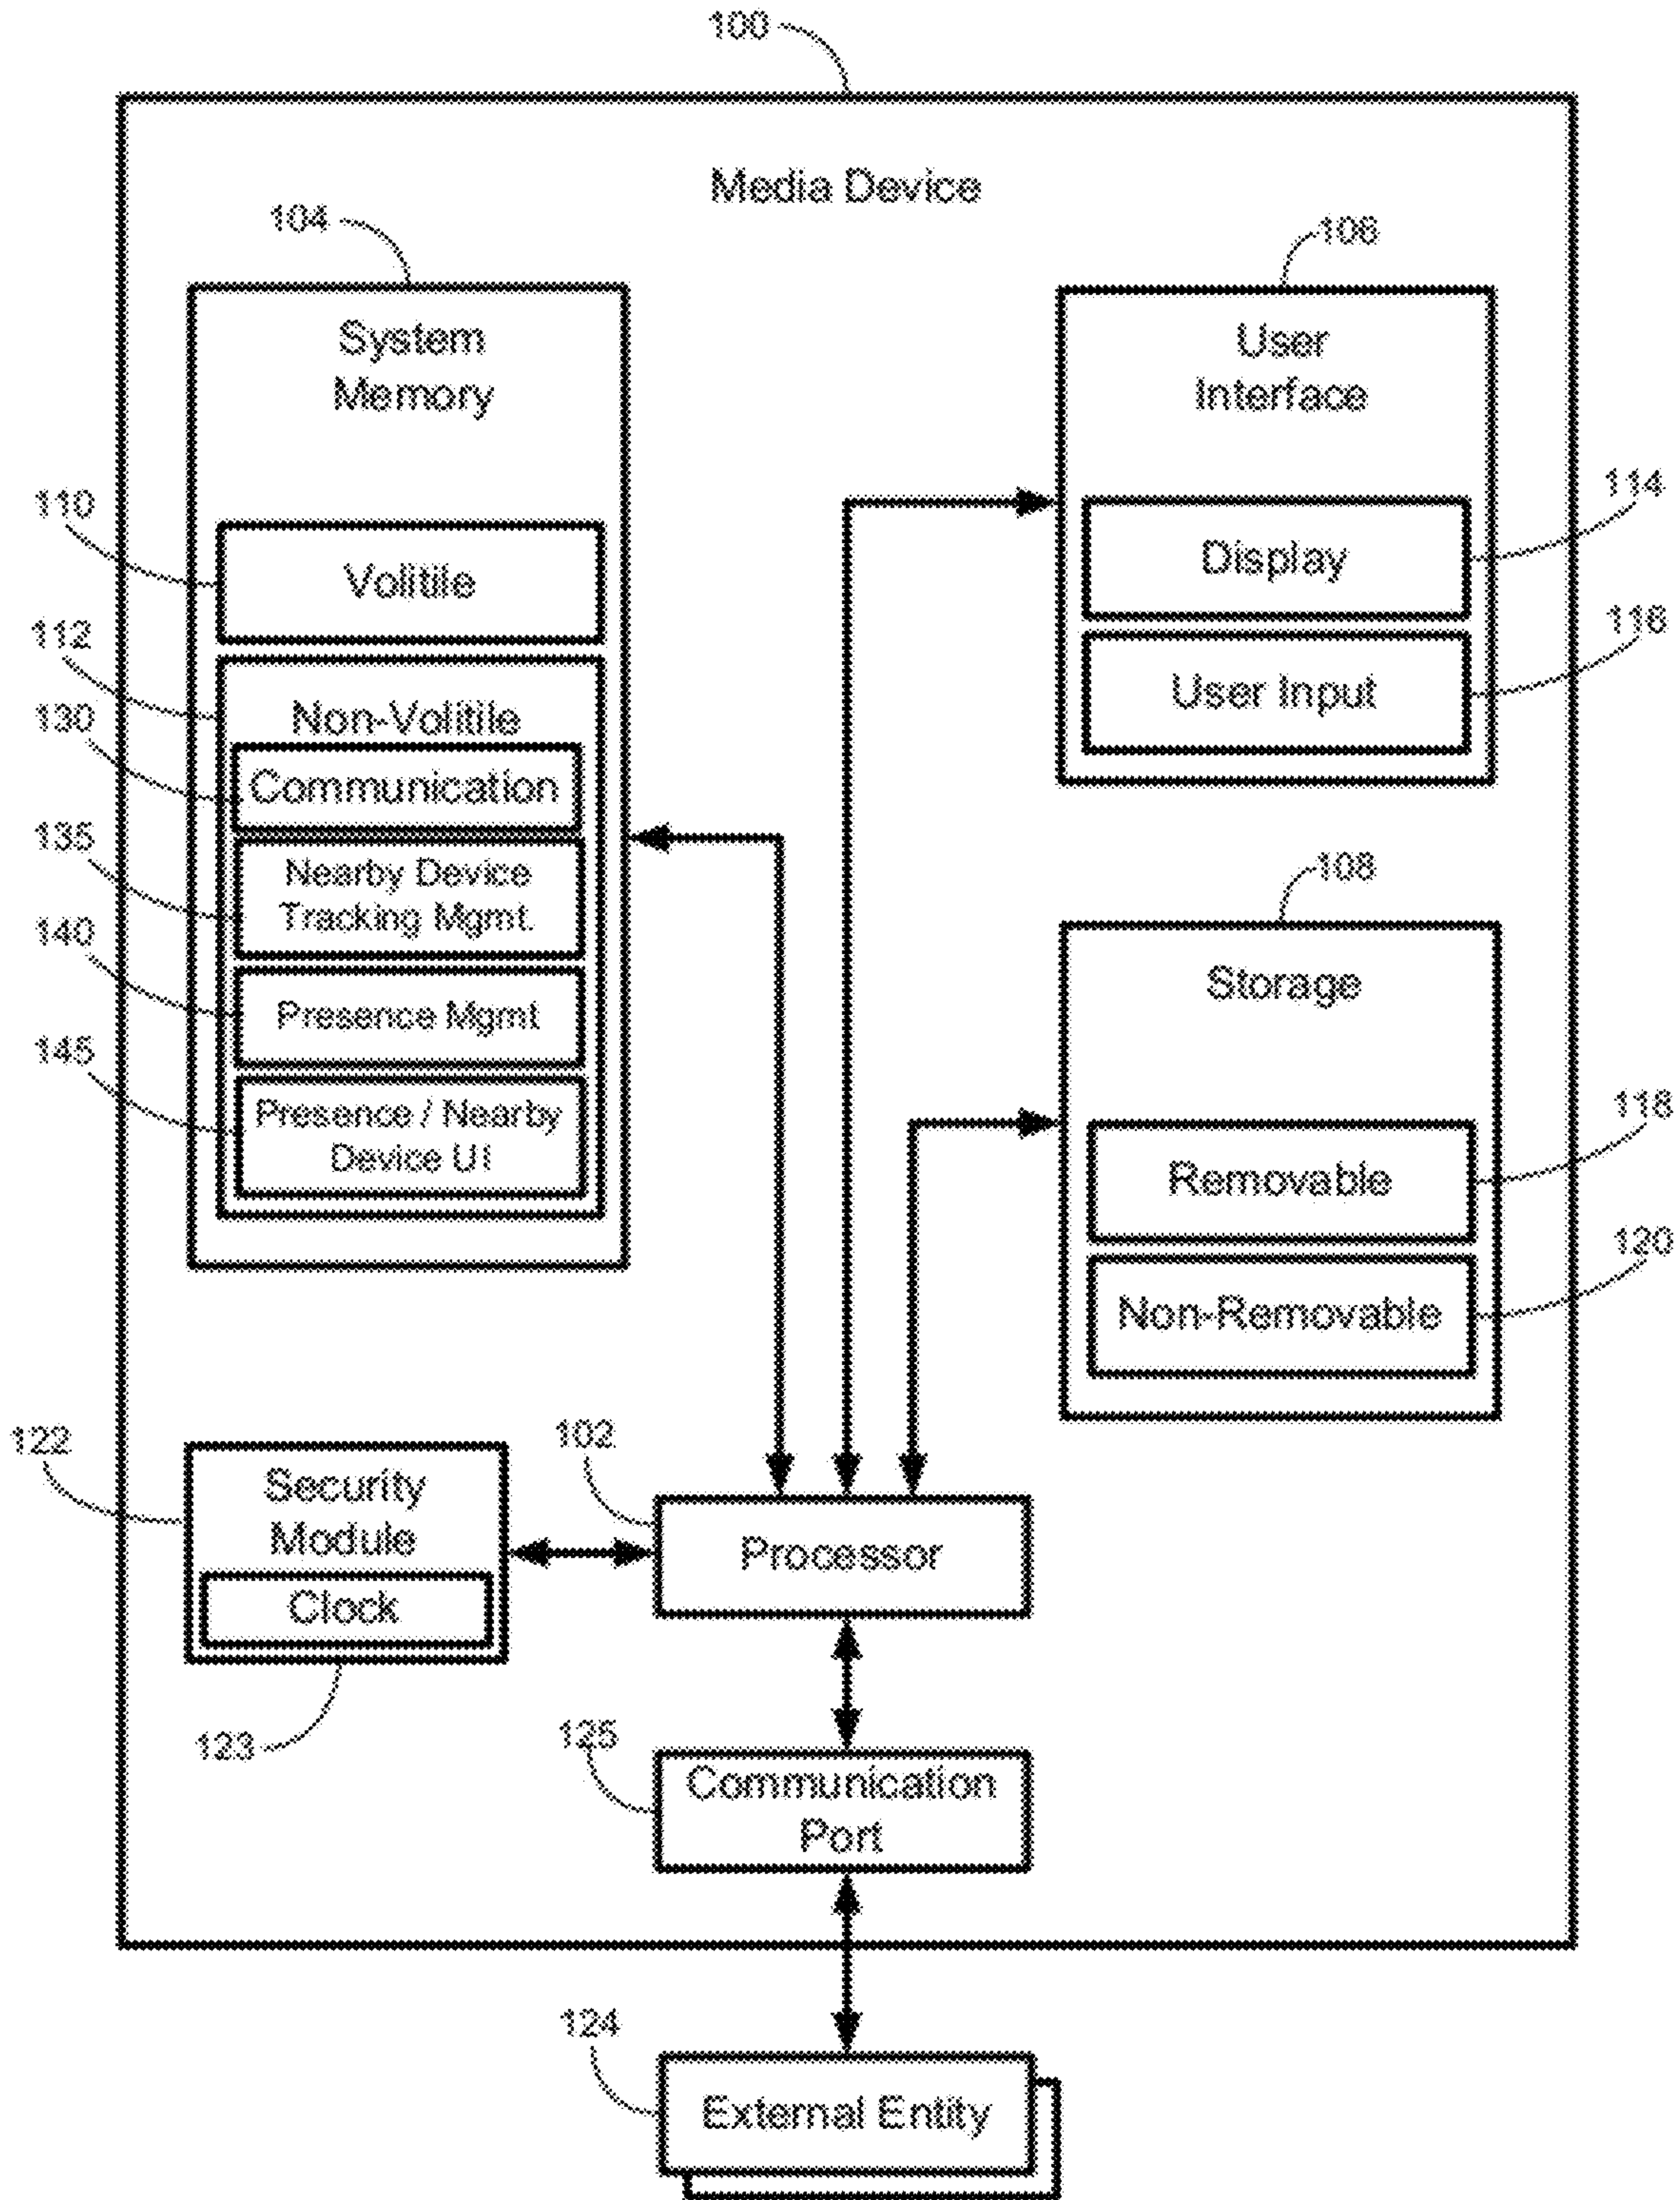 100
Media Device
104
106
System
Memory
User
Interface
110
Volitile
114
Display
112
Non-Volitile
116
User Input
130
Communication
135
Nearby Device
Tracking Mgmt.
108
Storage
140
Presence Mgmt
145
Presence / Nearby
Device UI
118
Removable
120
Non-Removable
122
Security
Module
Clock
123
102
Processor
125
Communication
Port
124
External Entity